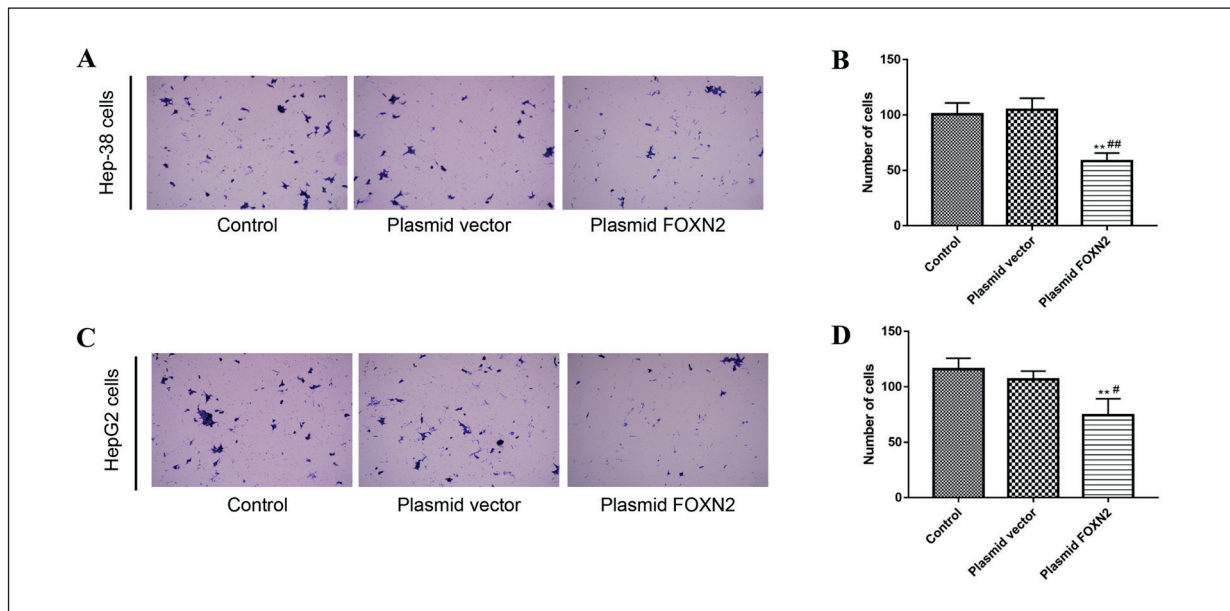 A
Hep-38 cells
Control
Plasmid vector
Plasmid FOXN2
B
Number of cells
150
100
50
0
**##
Control
Plasmid vector
Plasmid FOXN2
C
HepG2 cells
Control
Plasmid vector
Plasmid FOXN2
D
Number of cells
150
100
50
0
**#
Control
Plasmid vector
Plasmid FOXN2